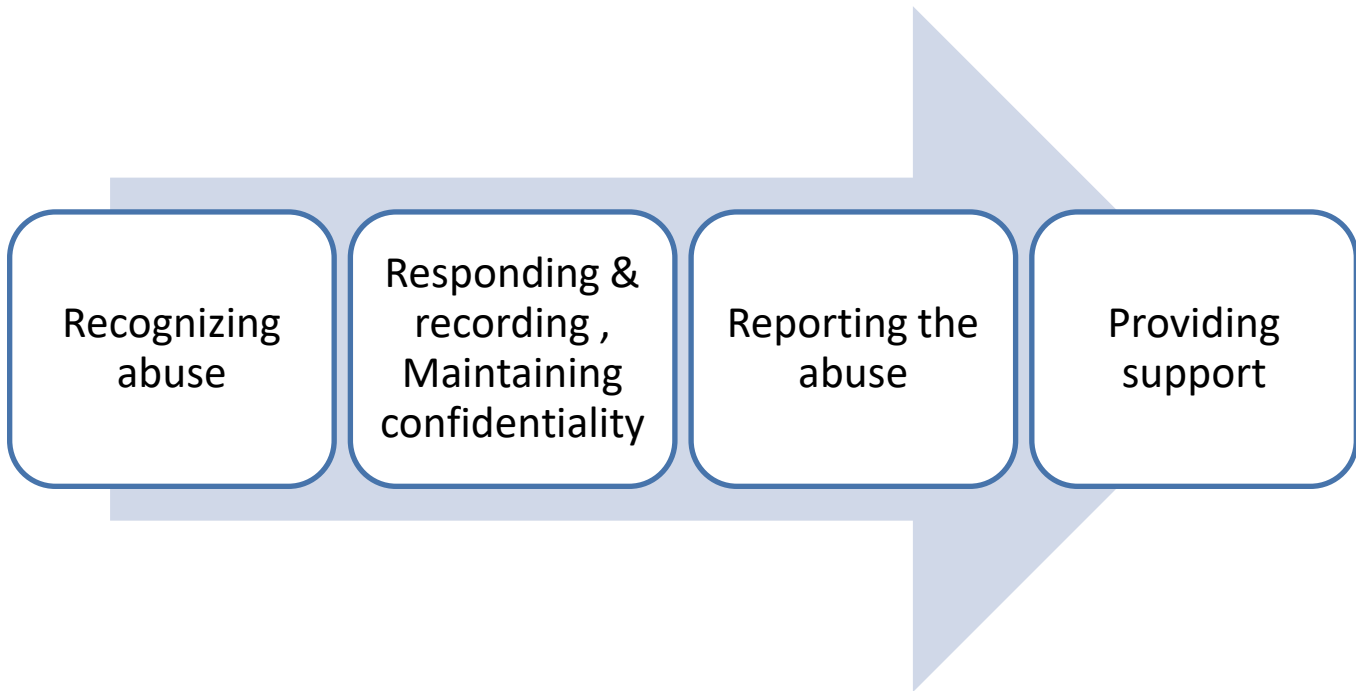 Recognizing
abuse
Responding &
recording ,
Maintaining
confidentiality
Reporting the
abuse
Providing
support